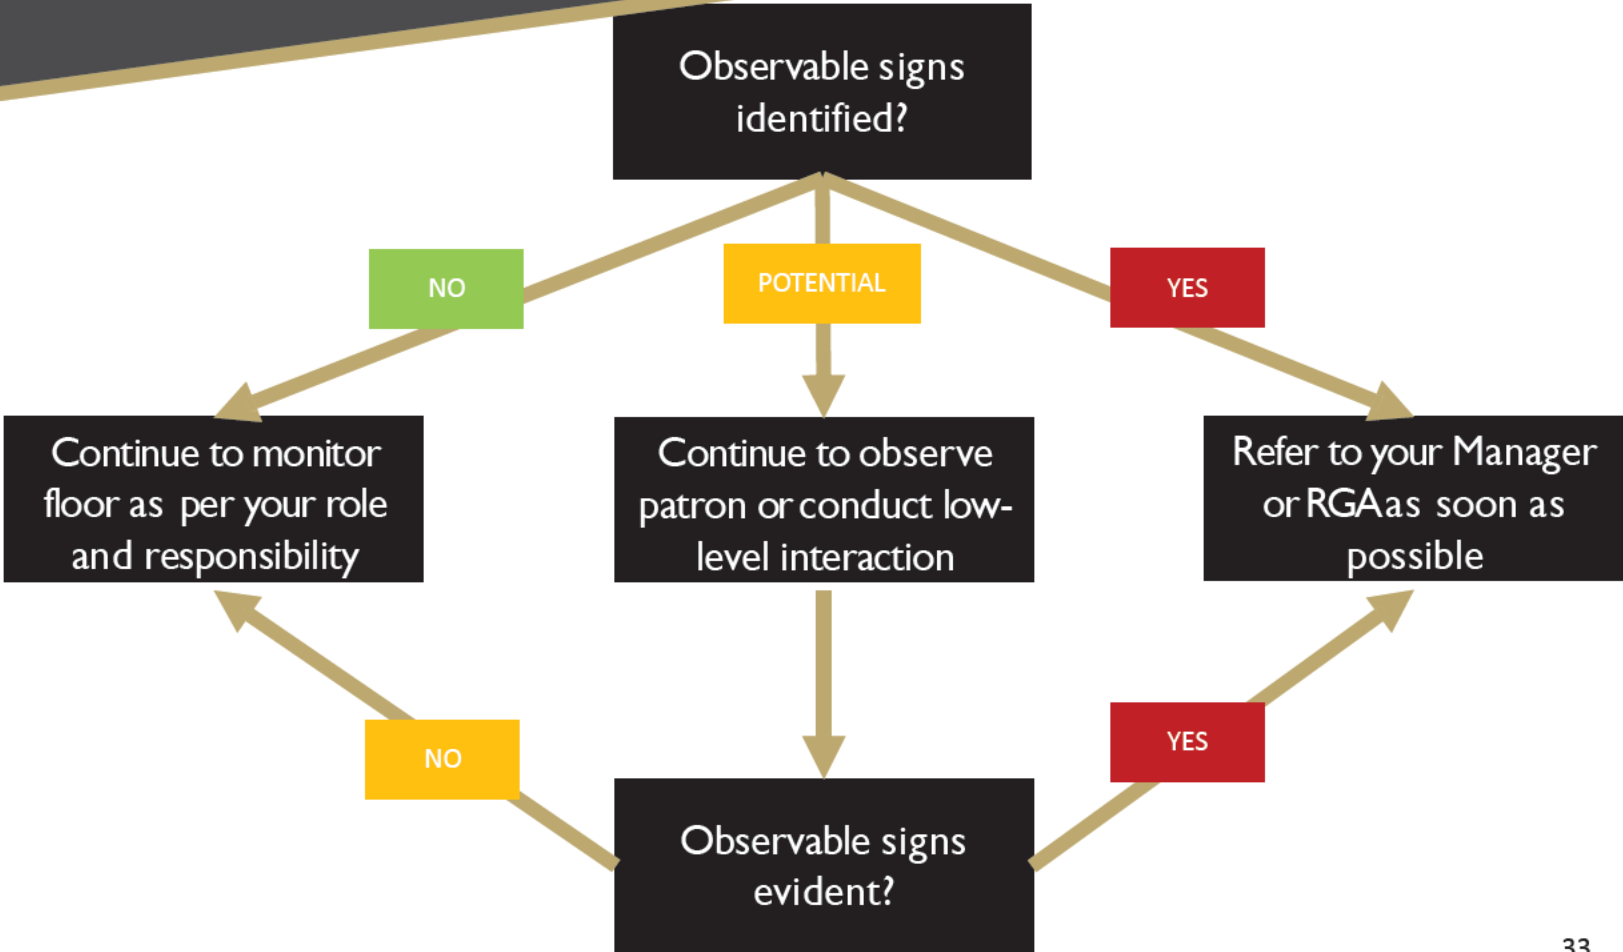 Observable signs
identified?
NO
POTENTIAL
YES
Continue to monitor
floor as per your role
and responsibility
Continue to observe
patron or conduct low-
level interaction
Refer to your Manager
or RGA as soon as
possible
NO
YES
Observable signs
evident?
33